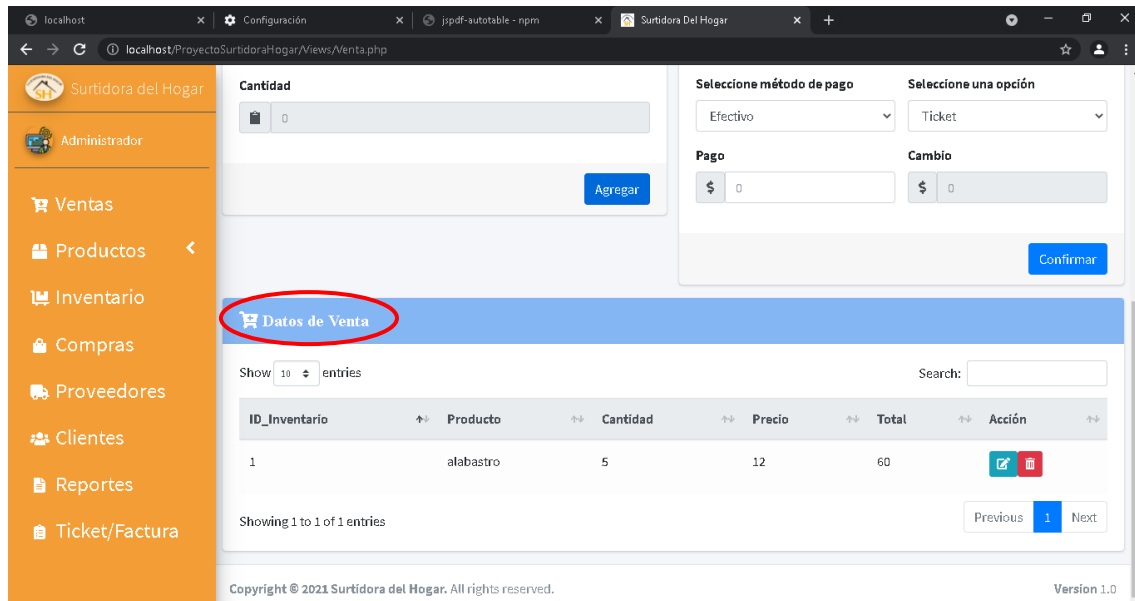 localhost
Configuración
jspdf-autotable - npm
Surtidora Del Hogar
localhost/ProyectoSurtidoraHogar/Views/Venta.php
SH
Surtidora del Hogar
Administrador
Ventas
Productos
Inventario
Compras
Proveedores
Clientes
Reportes
Ticket/Factura
Cantidad
0
Agregar
Seleccione método de pago
Seleccione una opción
Efectivo
Ticket
Pago
Cambio
$ 0
$ 0
Confirmar
Datos de Venta
Show 10 entries
Search:
ID_Inventario Producto Cantidad Precio Total Acción
1 alabastro 5 12 60
Showing 1 to 1 of 1 entries
Previous 1 Next
Copyright © 2021 Surtidora del Hogar. All rights reserved.
Version 1.0